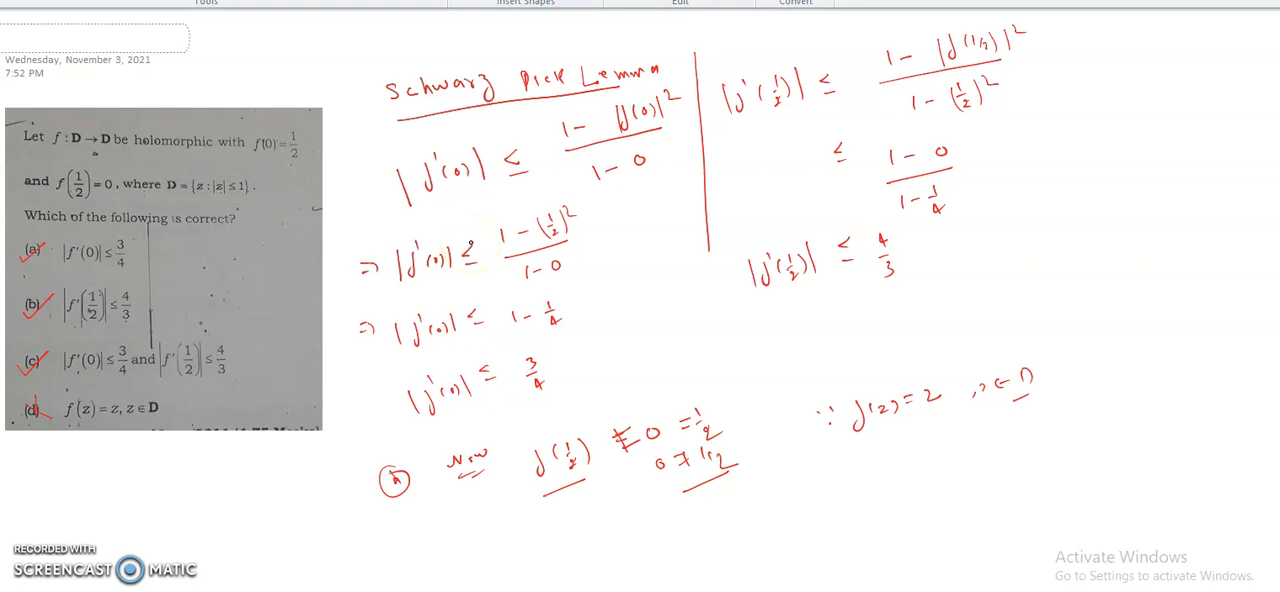 Tools
Insert Shapes
Edit
Convert
Wednesday, November 3, 2021
7:52 PM
Let f : D → D be holomorphic with f(0) = 1/2
and f(1/2) = 0, where D = {z : |z| ≤ 1}.
Which of the following is correct?
(a) |f'(0)| ≤ 3/4
(b) |f'(1/2)| ≤ 4/3
(c) |f'(0)| ≤ 3/4 and |f'(1/2)| ≤ 4/3
(d) f(z) = z, z ∈ D
Schwarz Pick Lemma
|f'(0)| ≤ (1 - |f(0)|²)/(1 - 0)
⇒ |f'(0)| ≤ (1 - (1/2)²)/(1 - 0)
⇒ |f'(0)| ≤ 1 - 1/4
|f'(0)| ≤ 3/4
|f'(1/2)| ≤ (1 - |f(1/2)|²)/(1 - (1/2)²)
≤ (1 - 0)/(1 - 1/4)
|f'(1/2)| ≤ 4/3
Now f(1/2) 0 = 1/2
0 ≠ 1/2
∵ f(z) = z , z ∈ D
RECORDED WITH
SCREENCAST MATIC
Activate Windows
Go to Settings to activate Windows.